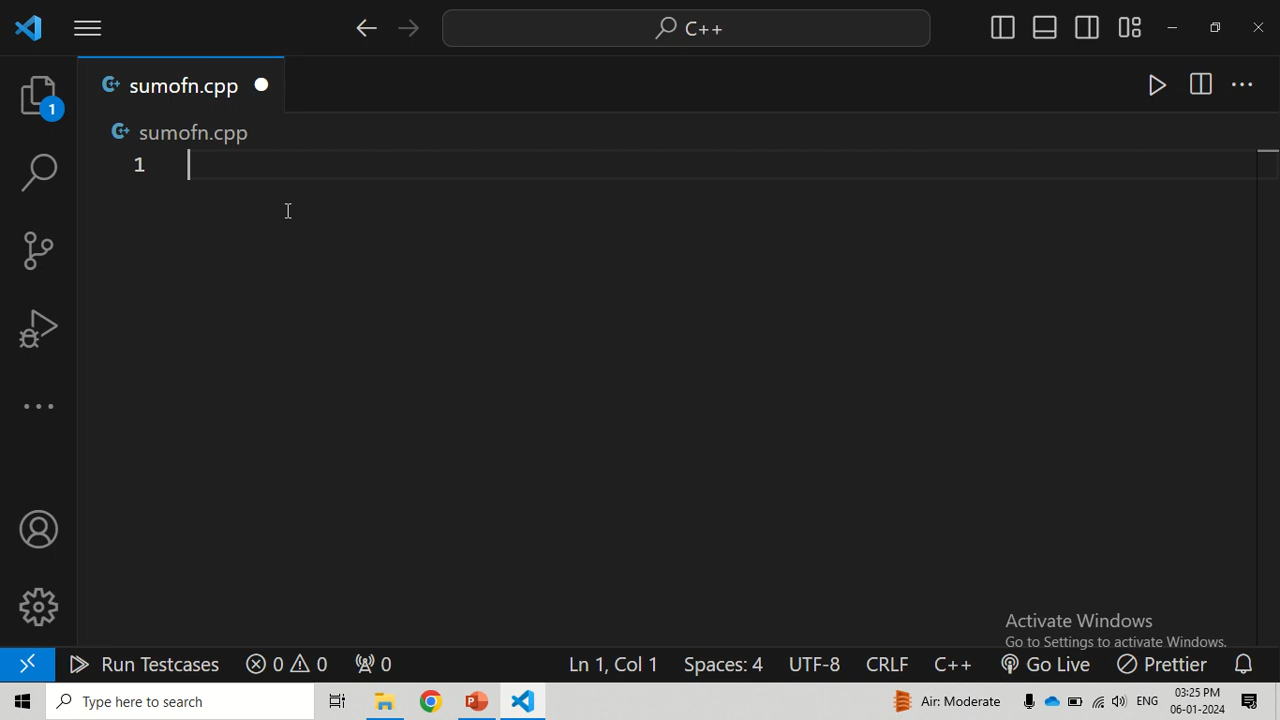 C++
sumofn.cpp
sumofn.cpp
1
1
Activate Windows
Go to Settings to activate Windows.
Run Testcases
0
0
0
Ln 1, Col 1
Spaces: 4
UTF-8
CRLF
C++
Go Live
Prettier
Type here to search
Air: Moderate
ENG
03:25 PM
06-01-2024